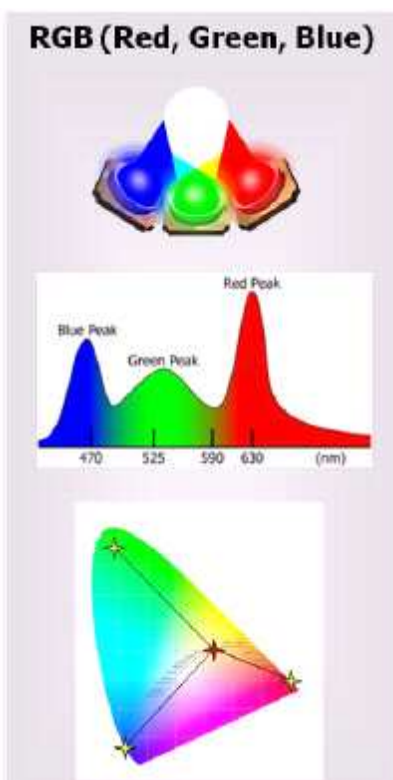 RGB (Red, Green, Blue)
Red Peak
Blue Peak
Green Peak
470 525 590 630 (nm)